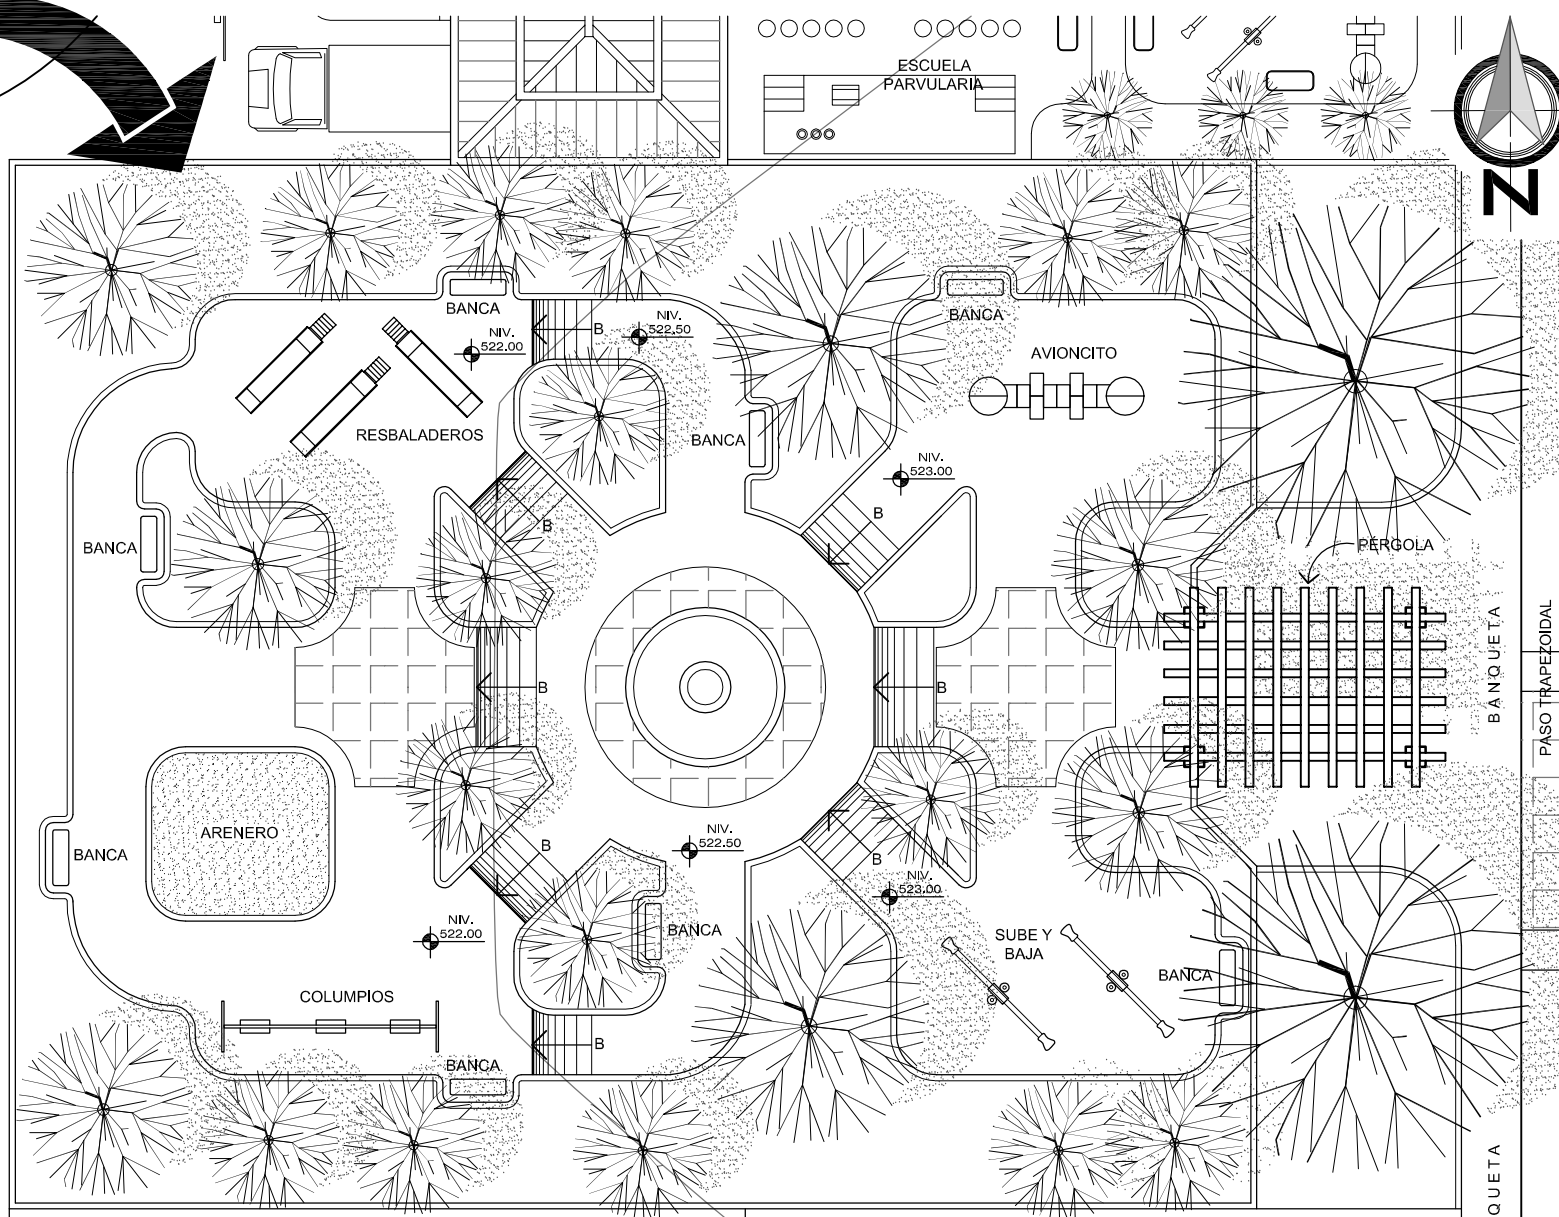 ESCUELA
PARVULARIA
N
BANCA
NIV.
522.00
B
NIV.
522.50
BANCA
AVIONCITO
RESBALADEROS
BANCA
NIV.
523.00
B
B
BANCA
PÉRGOLA
B
B
BANQUETA
PASO TRAPEZOIDAL
ARENERO
BANCA
NIV.
522.50
B
B
NIV.
523.00
NIV.
522.00
BANCA
SUBE Y
BAJA
BANCA
COLUMPIOS
B
BANCA
QUETA